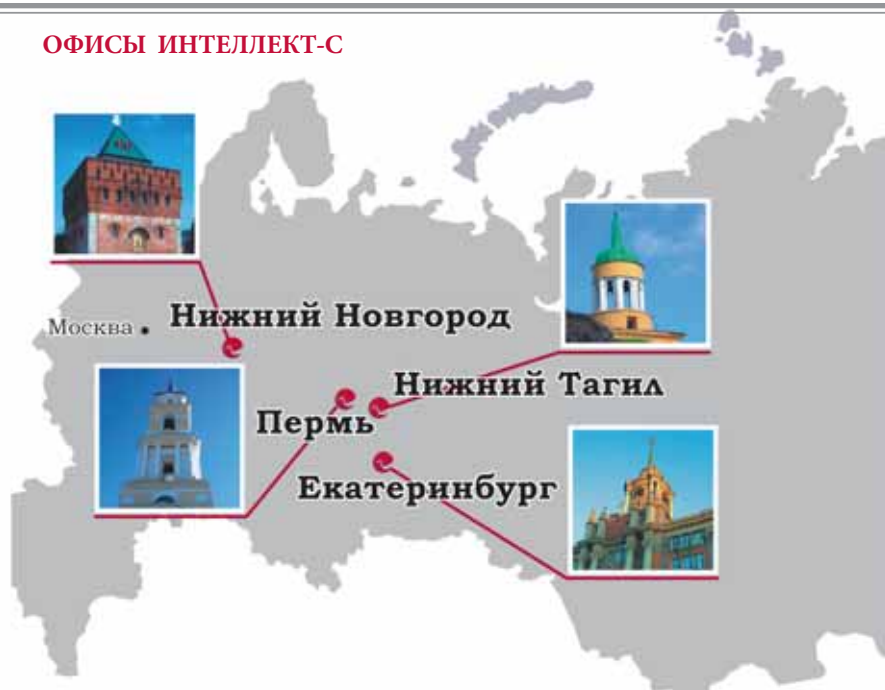 ОФИСЫ ИНТЕЛЛЕКТ-С
Москва
Нижний Новгород
Нижний Тагил
Пермь
Екатеринбург